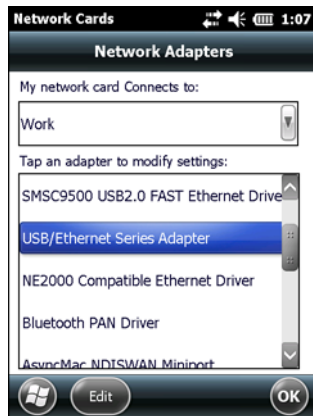 Network Cards 1:07
Network Adapters
My network card Connects to:
Work
Tap an adapter to modify settings:
SMSC9500 USB2.0 FAST Ethernet Drive
USB/Ethernet Series Adapter
NE2000 Compatible Ethernet Driver
Bluetooth PAN Driver
AsyncMac NDISWAN Miniport
Edit OK